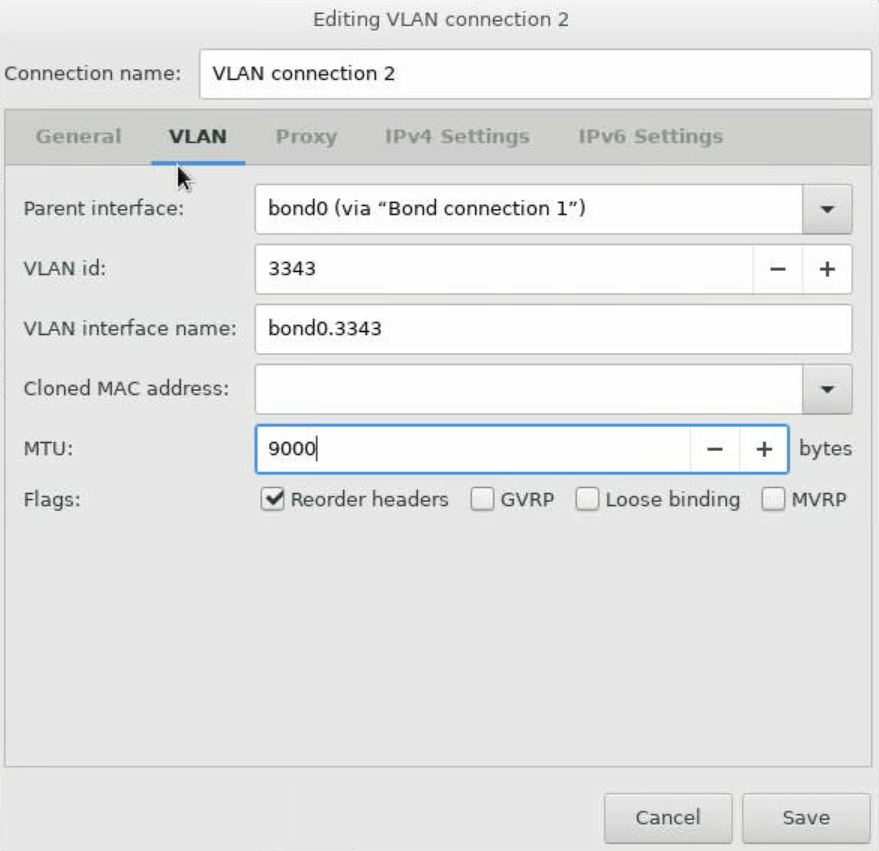 Editing VLAN connection 2
Connection name: VLAN connection 2
General VLAN Proxy IPv4 Settings IPv6 Settings
Parent interface: bond0 (via “Bond connection 1”)
VLAN id: 3343
VLAN interface name: bond0.3343
Cloned MAC address:
MTU: 9000 bytes
Flags: Reorder headers GVRP Loose binding MVRP
Cancel Save